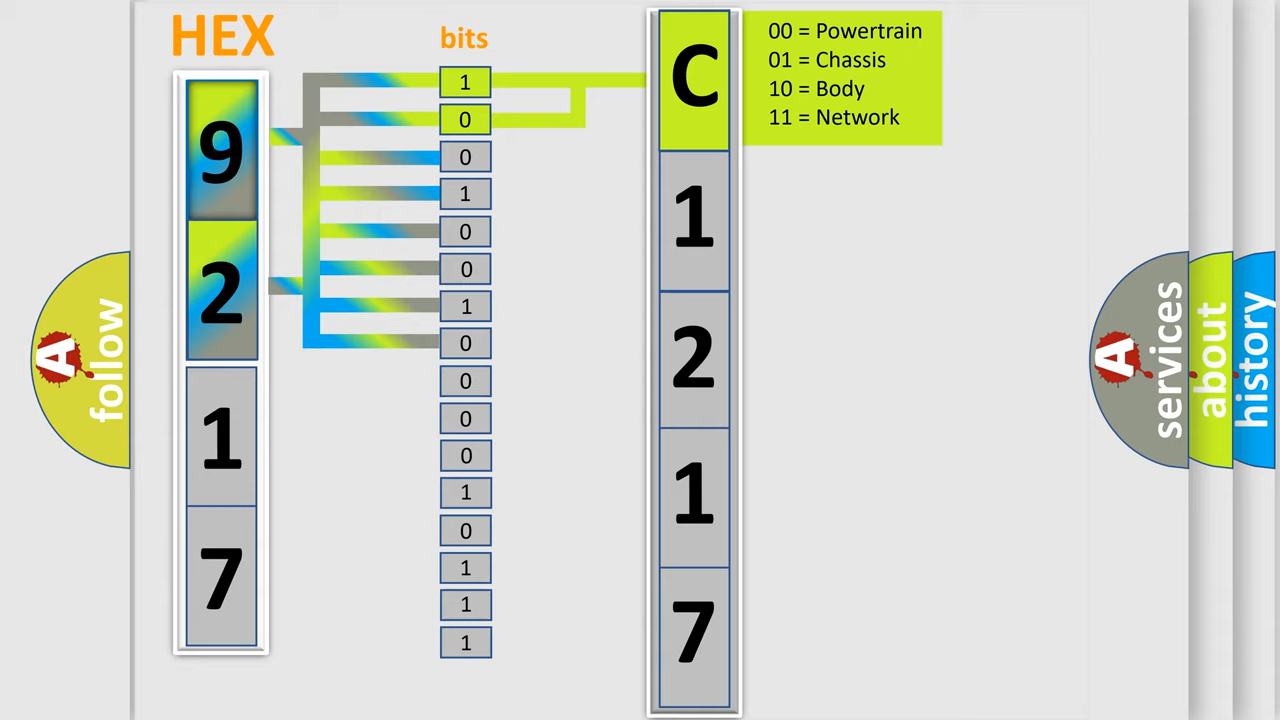 HEX
bits
9
2
1
7
1
0
0
1
0
0
1
0
0
0
0
1
0
1
1
1
C
1
2
1
7
00 = Powertrain
01 = Chassis
10 = Body
11 = Network
A
follow
A
services
about
history